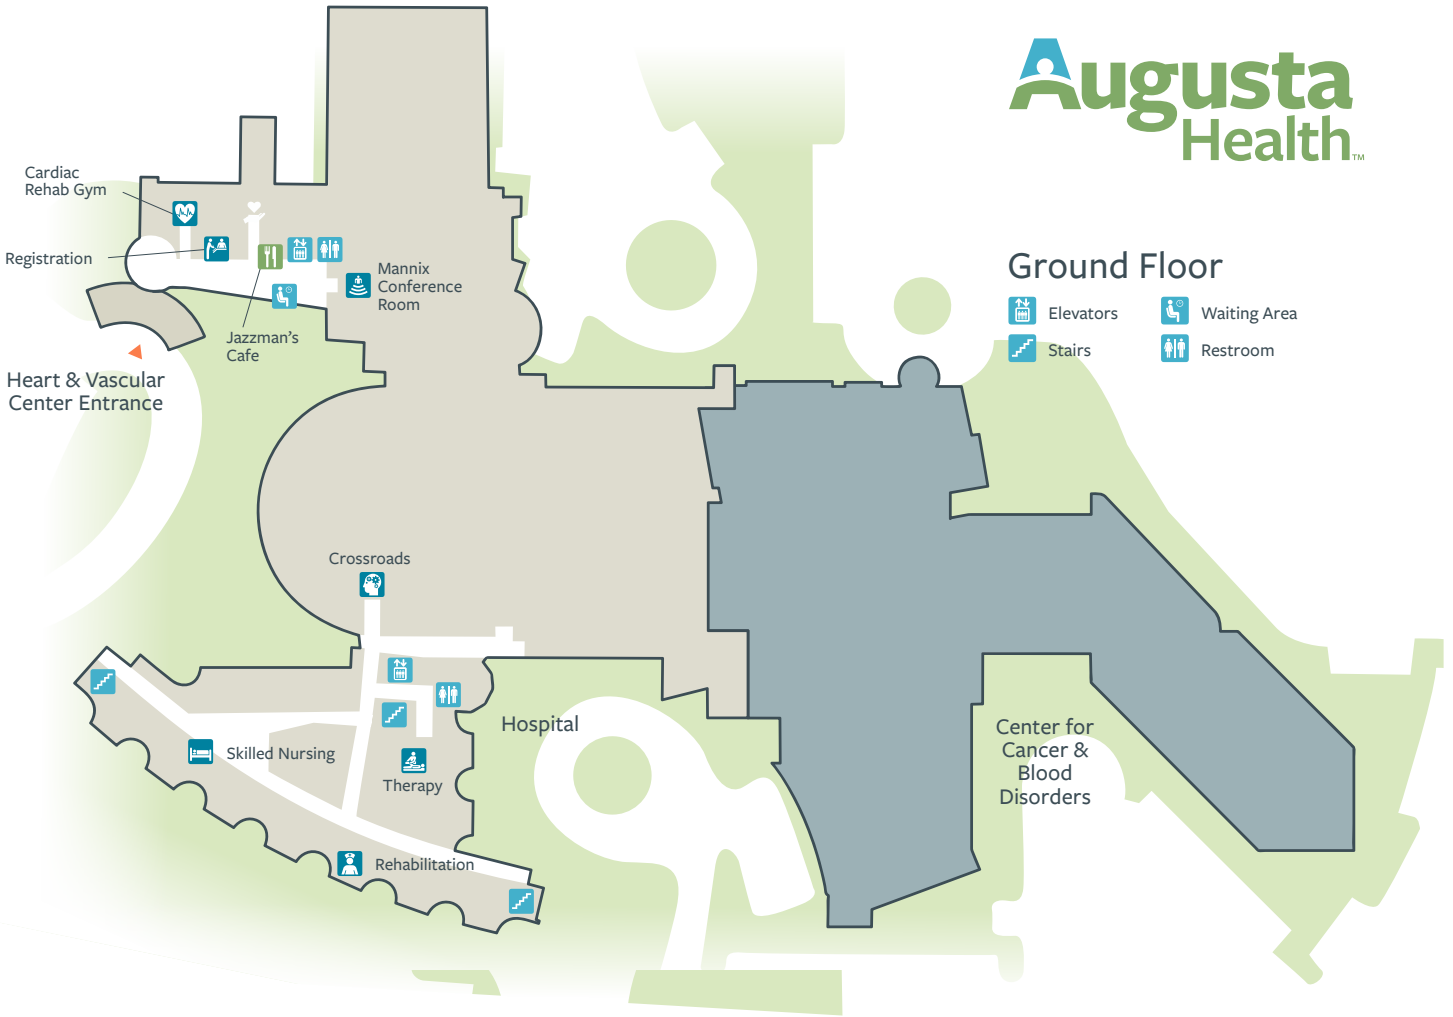 Augusta
Health™
Cardiac
Rehab Gym
Registration
Mannix
Conference
Room
Jazzman's
Cafe
Heart & Vascular
Center Entrance
Ground Floor
Elevators
Waiting Area
Stairs
Restroom
Crossroads
Hospital
Skilled Nursing
Therapy
Rehabilitation
Center for
Cancer &
Blood
Disorders